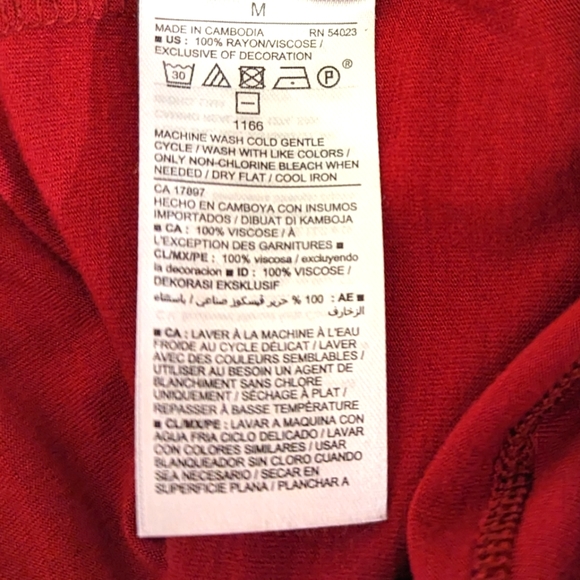 M
MADE IN CAMBODIA RN 54023
■ US : 100% RAYON/VISCOSE /
EXCLUSIVE OF DECORATION
30 P ®
1166
MACHINE WASH COLD GENTLE
CYCLE / WASH WITH LIKE COLORS /
ONLY NON-CHLORINE BLEACH WHEN
NEEDED / DRY FLAT / COOL IRON
CA 17897
HECHO EN CAMBOYA CON INSUMOS
IMPORTADOS / DIBUAT DI KAMBOJA
■ CA : 100% VISCOSE / À
L'EXCEPTION DES GARNITURES ■
CL/MX/PE : 100% viscosa / excluyendo
la decoracion ■ ID : 100% VISCOSE /
DEKORASI EKSKLUSIF
■ AE : 100 % حرير فيسكوز صناعي / باستثناء
الزخارف
■ CA : LAVER À LA MACHINE À L'EAU
FROIDE AU CYCLE DÉLICAT / LAVER
AVEC DES COULEURS SEMBLABLES /
UTILISER AU BESOIN UN AGENT DE
BLANCHIMENT SANS CHLORE
UNIQUEMENT / SÉCHAGE À PLAT /
REPASSER À BASSE TEMPÉRATURE
■ CL/MX/PE : LAVAR A MAQUINA CON
AGUA FRIA CICLO DELICADO / LAVAR
CON COLORES SIMILARES / USAR
BLANQUEADOR SIN CLORO CUANDO
SEA NECESARIO / SECAR EN
SUPERFICIE PLANA / PLANCHAR A